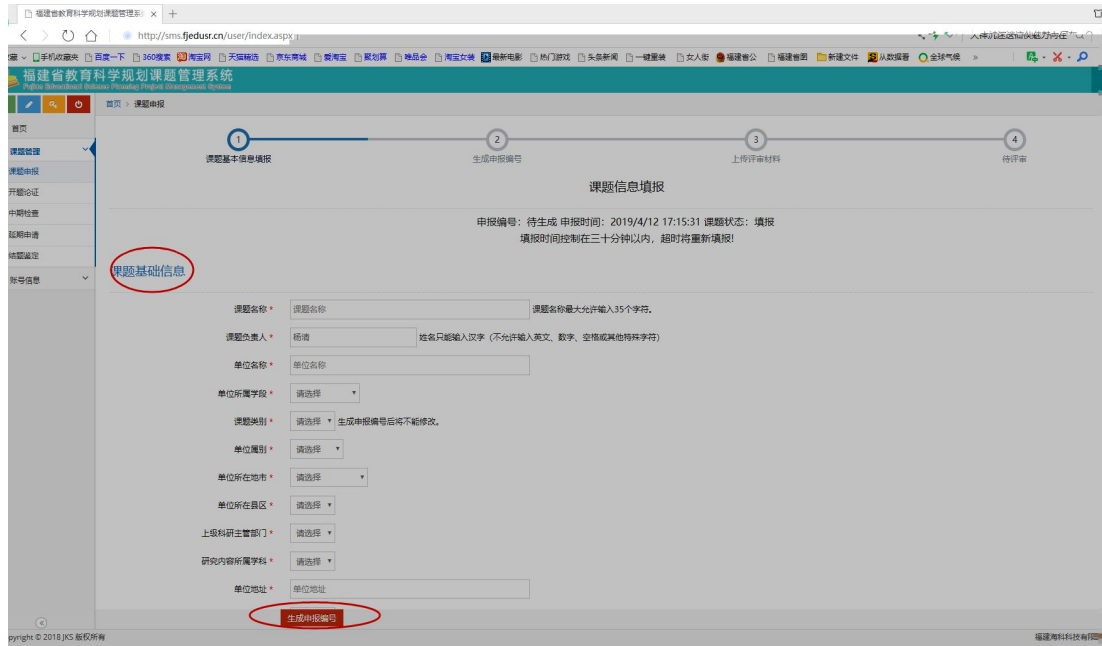 福建省教育科学规划课题管理系
http://sms.fjedusr.cn/user/index.aspx
手机收藏夹 百度一下 360搜索 淘宝网 天猫精选 京东商城 爱淘宝 聚划算 唯品会 淘宝女装 最新电影 热门游戏 头条新闻 一键重装 女人街 福建省公 福建省图 新建文件 从数据看 全球气候 »
福建省教育科学规划课题管理系统
Fujian Educational Science Planning Project Management System
首页 > 课题申报
首页
课题管理
课题申报
开题论证
中期检查
延期申请
结题鉴定
账号信息
1 2 3 4
课题基本信息填报 生成申报编号 上传评审材料 待评审
课题信息填报
申报编号：待生成 申报时间：2019/4/12 17:15:31 课题状态：填报
填报时间控制在三十分钟以内，超时将重新填报!
课题基础信息
课题名称 * 课题名称 课题名称最大允许输入35个字符。
课题负责人 * 杨清 姓名只能输入汉字（不允许输入英文、数字、空格或其他特殊字符）
单位名称 * 单位名称
单位所属学段 * 请选择
课题类别 * 请选择 生成申报编号后将不能修改。
单位属别 * 请选择
单位所在地市 * 请选择
单位所在县区 * 请选择
上级科研主管部门 * 请选择
研究内容所属学科 * 请选择
单位地址 * 单位地址
生成申报编号
pyright © 2018 JKS 版权所有 福建海科科技有限